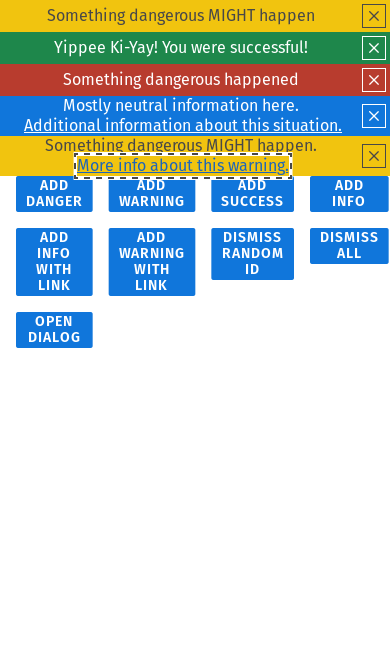 Something dangerous MIGHT happen
Yippee Ki-Yay! You were successful!
Something dangerous happened
Mostly neutral information here.
Additional information about this situation.
Something dangerous MIGHT happen.
More info about this warning.
ADD DANGER
ADD WARNING
ADD SUCCESS
ADD INFO
ADD INFO WITH LINK
ADD WARNING WITH LINK
DISMISS RANDOM ID
DISMISS ALL
OPEN DIALOG